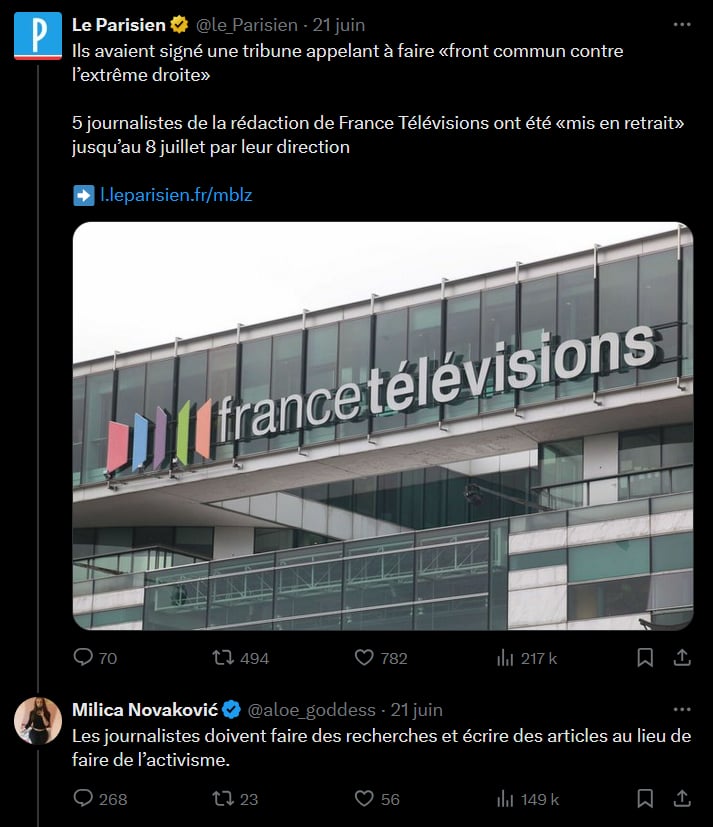 Le Parisien @le_Parisien · 21 juin
Ils avaient signé une tribune appelant à faire «front commun contre
l'extrême droite»
5 journalistes de la rédaction de France Télévisions ont été «mis en retrait»
jusqu'au 8 juillet par leur direction
➡️ l.leparisien.fr/mblz
francetélévisions
70 494 782 217 k
Milica Novaković @aloe_goddess · 21 juin
Les journalistes doivent faire des recherches et écrire des articles au lieu de
faire de l'activisme.
268 23 56 149 k